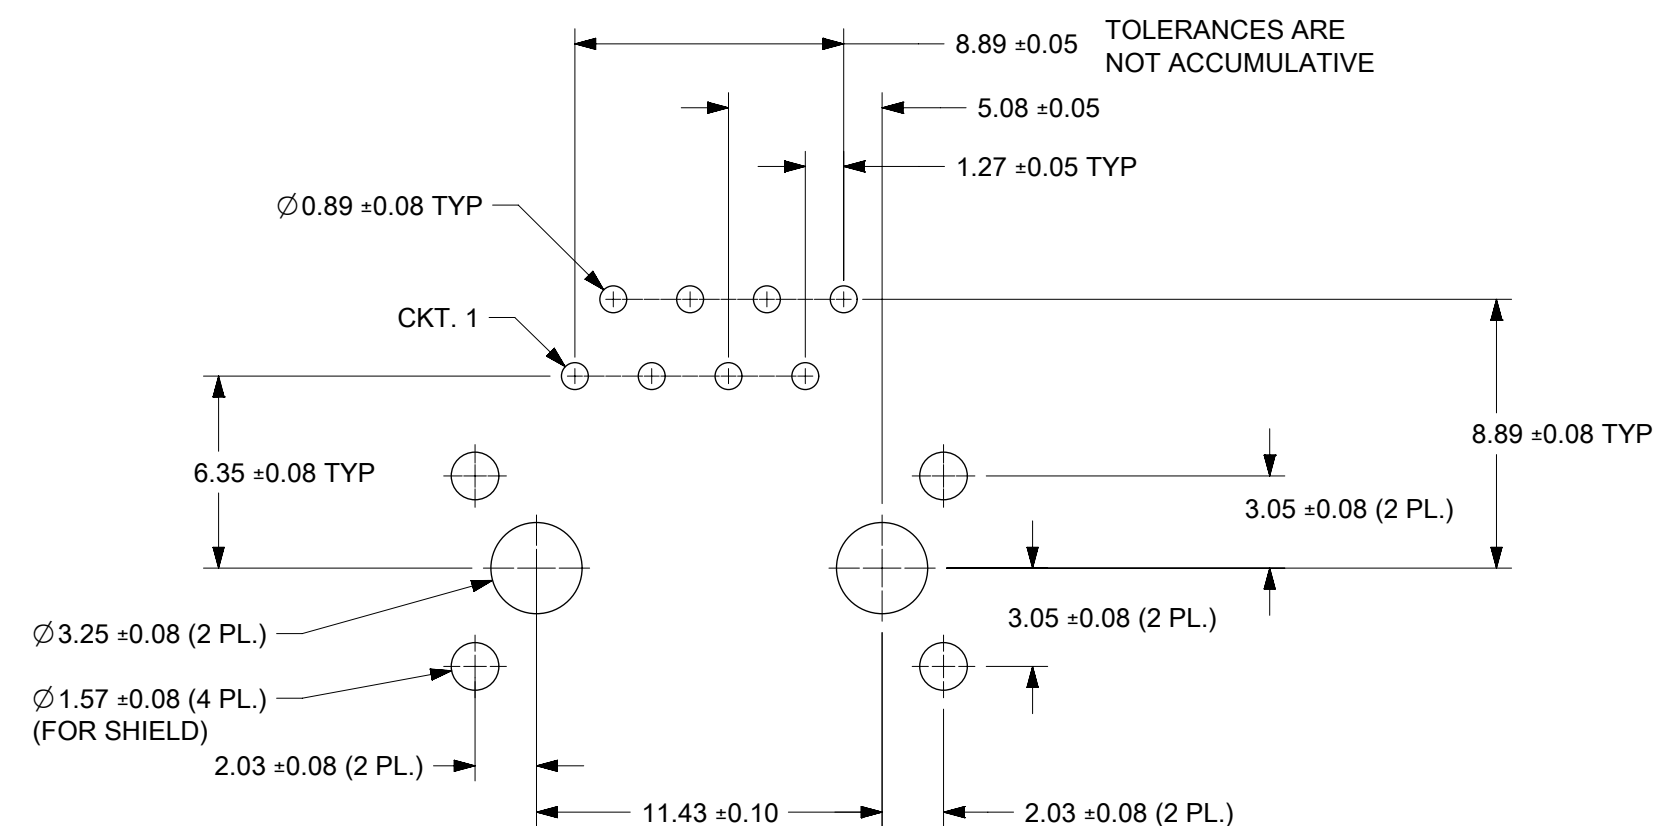 8.89 ±0.05
TOLERANCES ARE
NOT ACCUMULATIVE
5.08 ±0.05
1.27 ±0.05 TYP
∅0.89 ±0.08 TYP
CKT. 1
8.89 ±0.08 TYP
6.35 ±0.08 TYP
3.05 ±0.08 (2 PL.)
3.05 ±0.08 (2 PL.)
∅3.25 ±0.08 (2 PL.)
∅1.57 ±0.08 (4 PL.)
(FOR SHIELD)
2.03 ±0.08 (2 PL.)
11.43 ±0.10
2.03 ±0.08 (2 PL.)